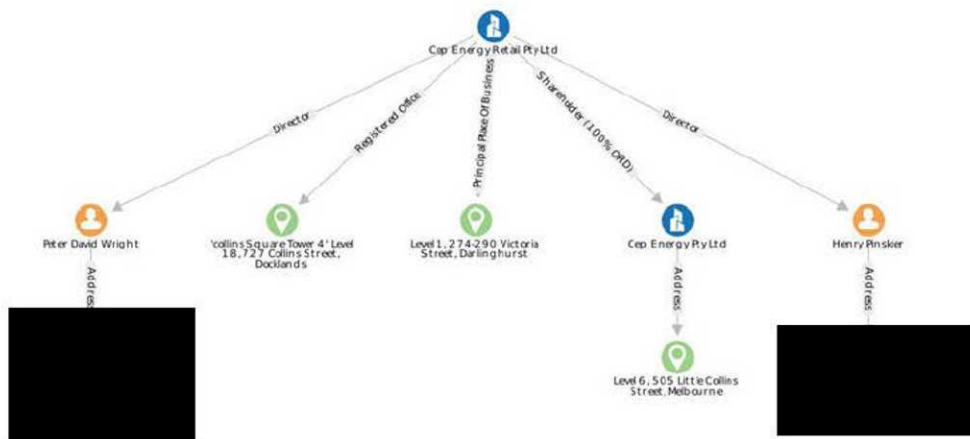 Cep Energy Retail Pty Ltd
Director
Registered Office
Principal Place Of Business
Shareholder (100% ORD)
Director
Peter David Wright
'collins Square Tower 4' Level
18, 727 Collins Street,
Docklands
Level 1, 274-290 Victoria
Street, Darlinghurst
Cep Energy Pty Ltd
Henry Pinsker
Address
Address
Address
Level 6, 505 Little Collins
Street, Melbourne